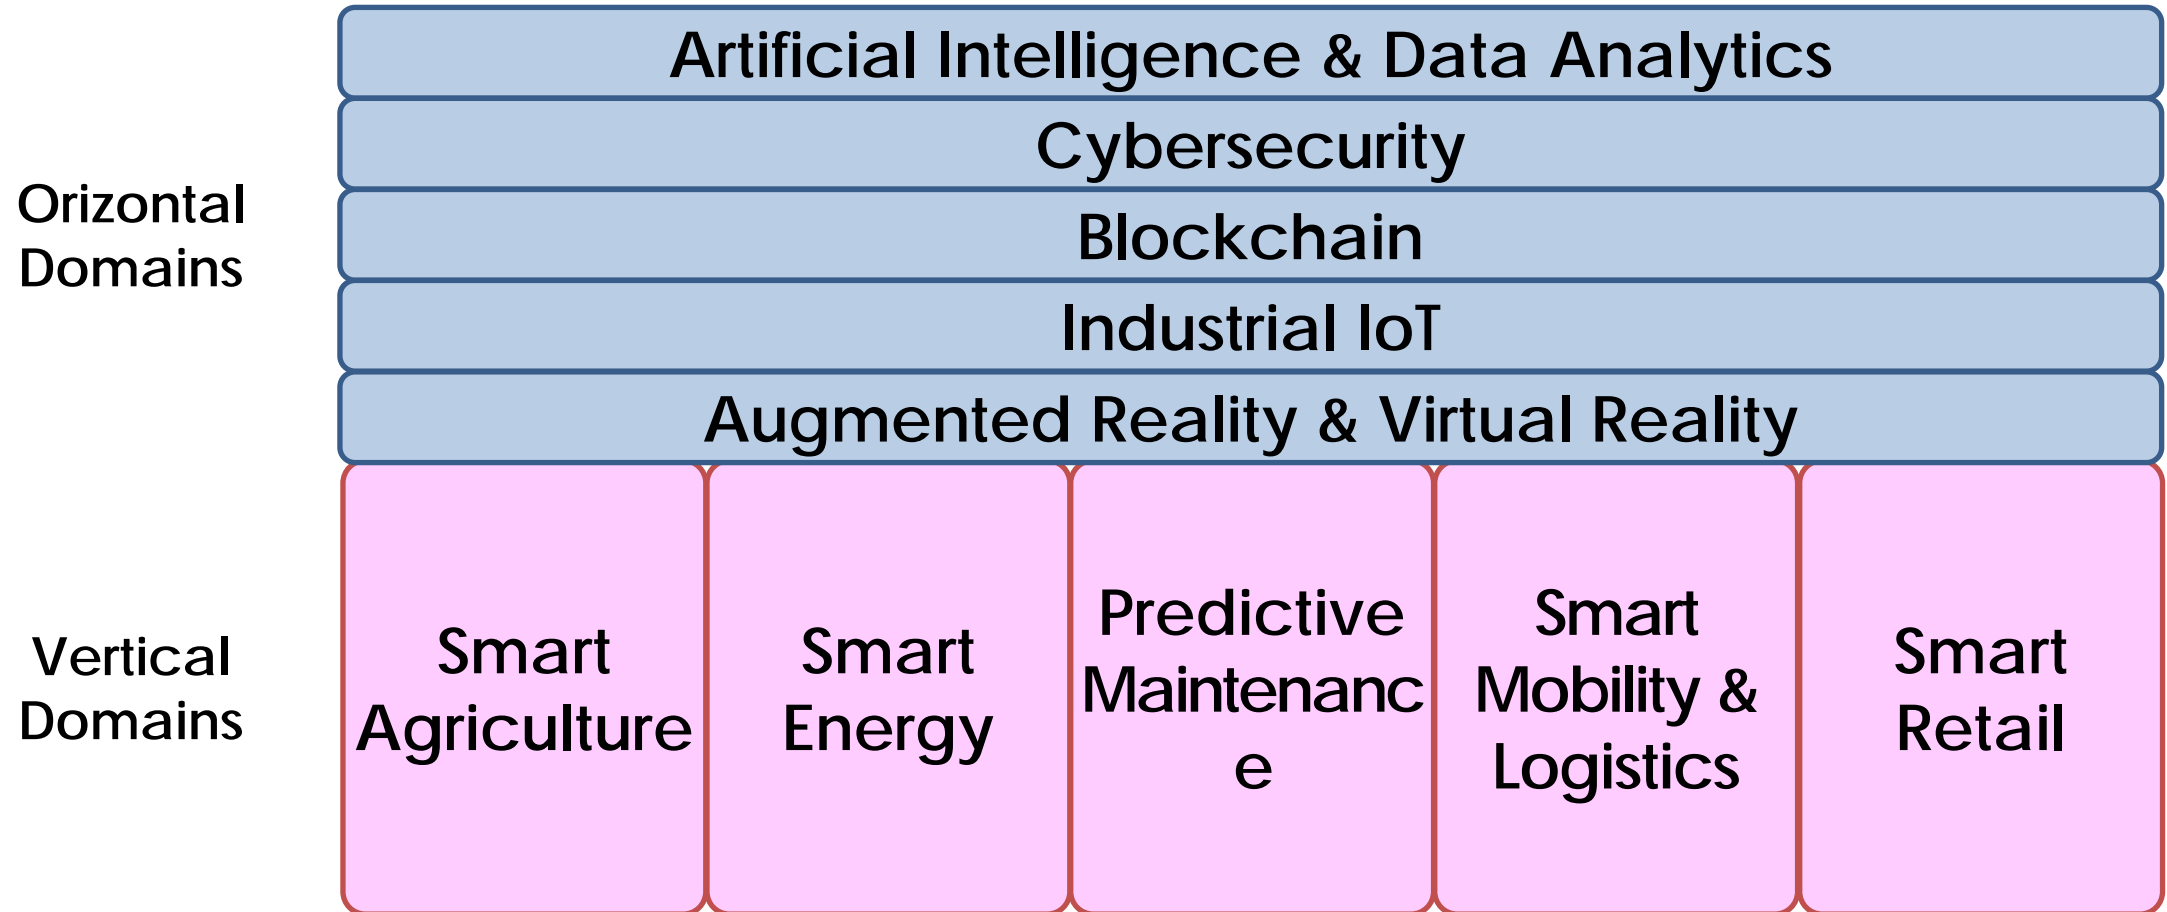 Orizontal
Domains
Artificial Intelligence & Data Analytics
Cybersecurity
Blockchain
Industrial IoT
Augmented Reality & Virtual Reality
Vertical
Domains
Smart
Agriculture
Smart
Energy
Predictive
Maintenanc
e
Smart
Mobility &
Logistics
Smart
Retail